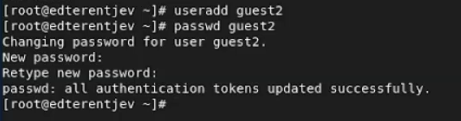 [root@edterentjev ~]# useradd guest2
[root@edterentjev ~]# passwd guest2
Changing password for user guest2.
New password:
Retype new password:
passwd: all authentication tokens updated successfully.
[root@edterentjev ~]#